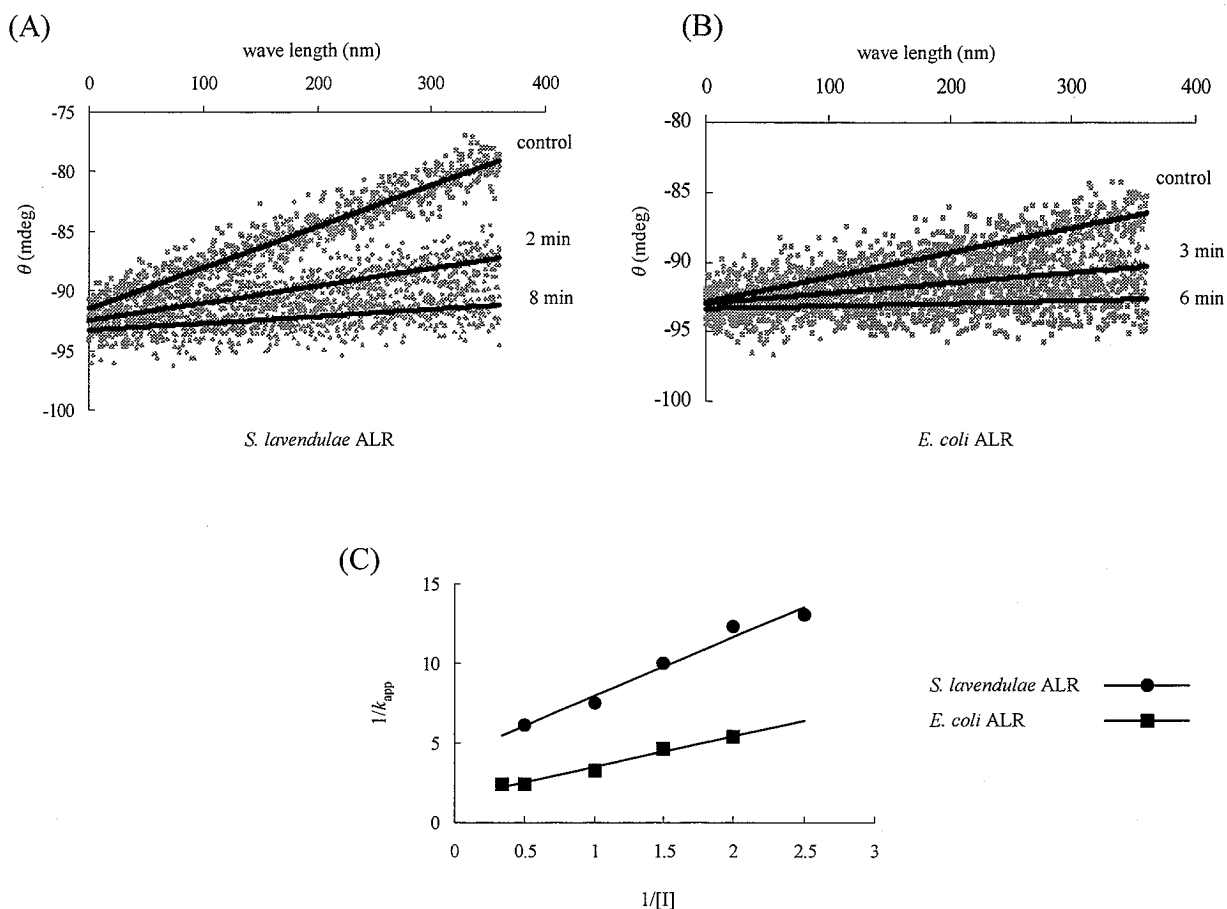 (A)
wave length (nm)
0 100 200 300 400
-75
-80
-85
-90
-95
-100
θ (mdeg)
control
2 min
8 min
S. lavendulae ALR
(B)
wave length (nm)
0 100 200 300 400
-80
-85
-90
-95
-100
θ (mdeg)
control
3 min
6 min
E. coli ALR
(C)
15
10
5
0
1/kapp
0 0.5 1 1.5 2 2.5 3
1/[I]
S. lavendulae ALR
E. coli ALR